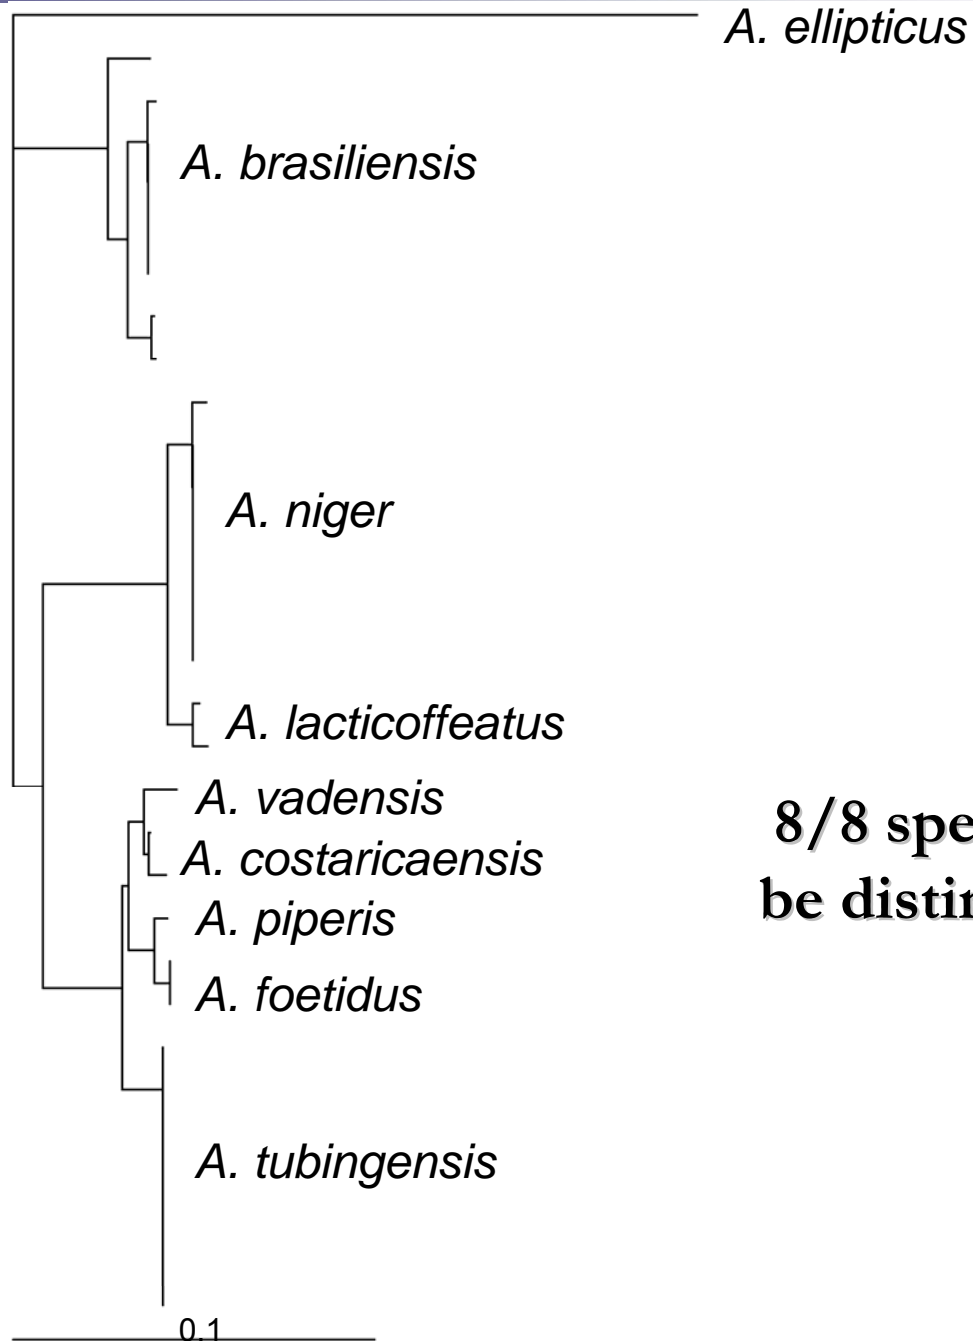 A. ellipticus
A. brasiliensis
A. niger
A. lacticoffeatus
A. vadensis
A. costaricaensis
A. piperis
A. foetidus
A. tubingensis
8/8 spe
be distin
0.1